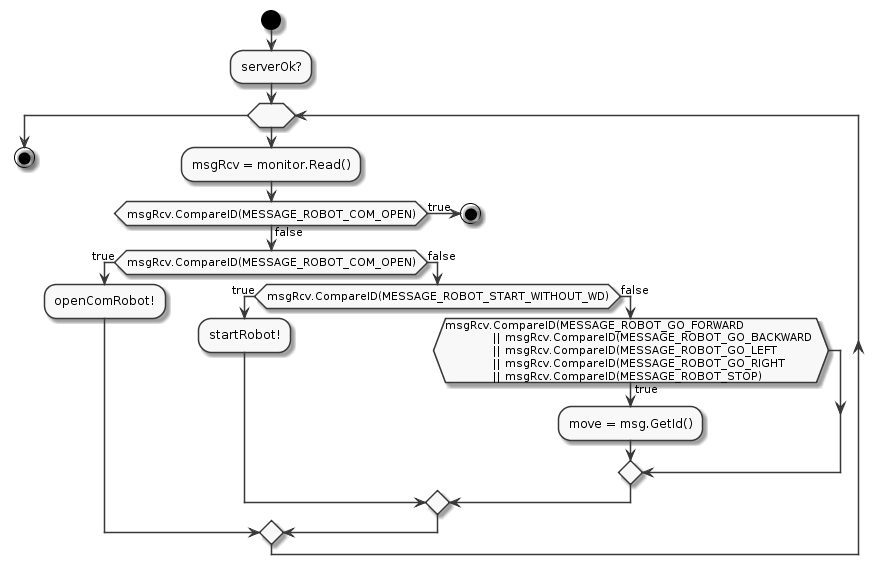 serverOk?
msgRcv = monitor.Read()
msgRcv.CompareID(MESSAGE_ROBOT_COM_OPEN)
true
false
true
msgRcv.CompareID(MESSAGE_ROBOT_COM_OPEN)
false
openComRobot!
true
msgRcv.CompareID(MESSAGE_ROBOT_START_WITHOUT_WD)
false
startRobot!
msgRcv.CompareID(MESSAGE_ROBOT_GO_FORWARD
|| msgRcv.CompareID(MESSAGE_ROBOT_GO_BACKWARD
|| msgRcv.CompareID(MESSAGE_ROBOT_GO_LEFT
|| msgRcv.CompareID(MESSAGE_ROBOT_GO_RIGHT
|| msgRcv.CompareID(MESSAGE_ROBOT_STOP)
true
move = msg.GetId()